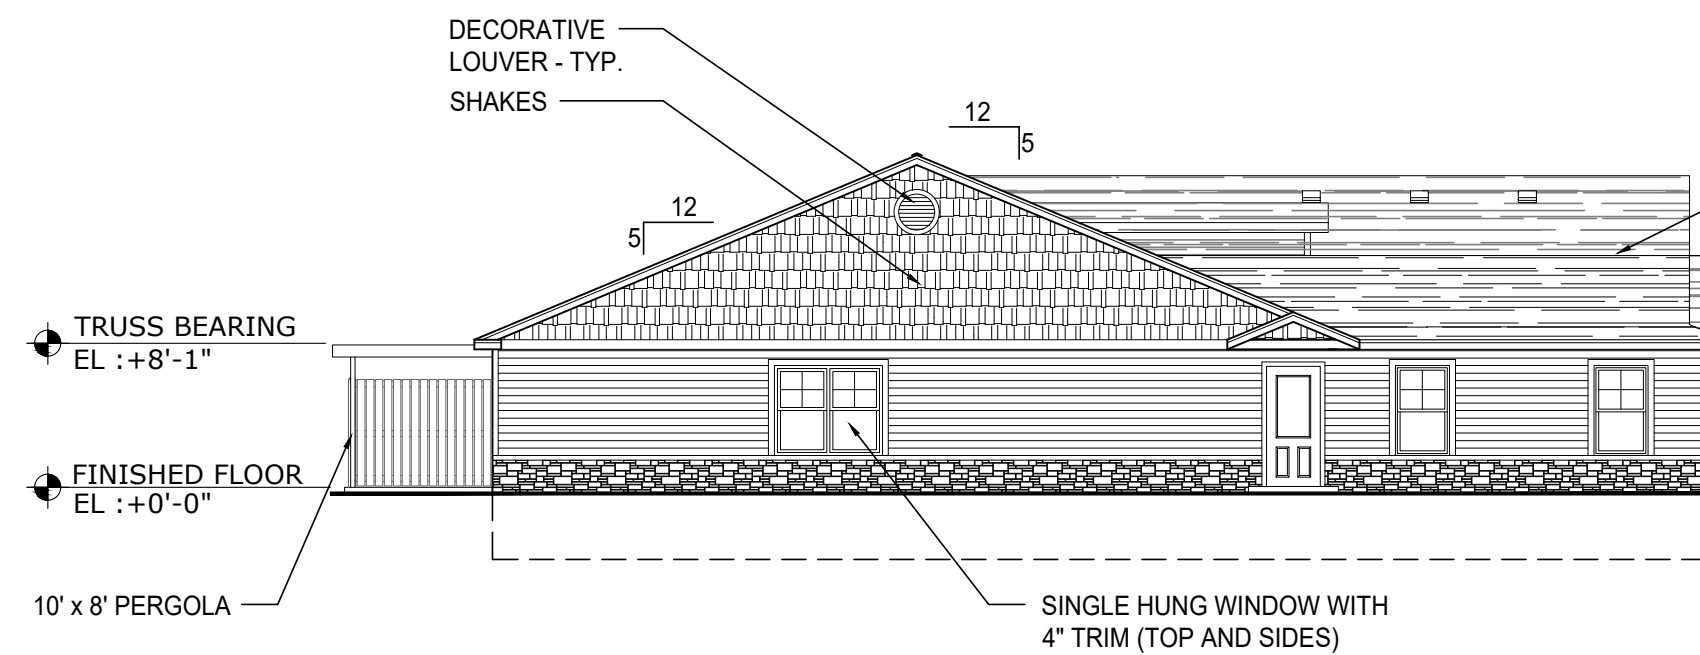 DECORATIVE
LOUVER - TYP.
SHAKES
12
5
12
5
TRUSS BEARING
EL :+8'-1"
FINISHED FLOOR
EL :+0'-0"
10' x 8' PERGOLA
SINGLE HUNG WINDOW WITH
4" TRIM (TOP AND SIDES)